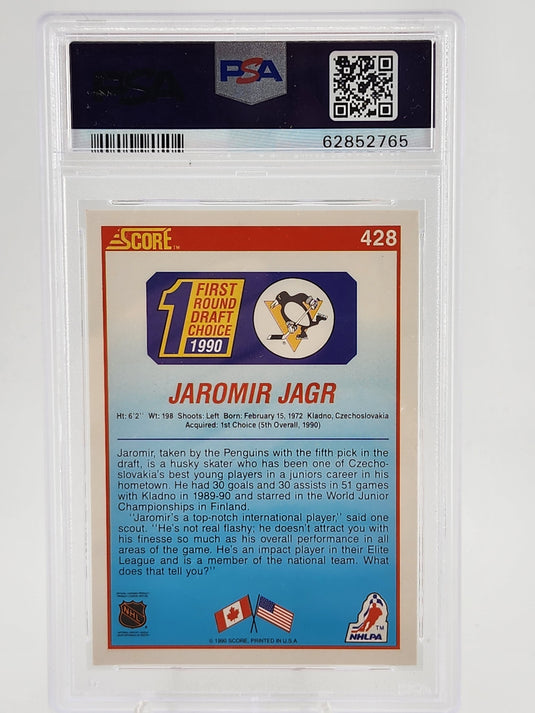 PSA
PSA
62852765
SCORE™
428
1 FIRST
ROUND
DRAFT
CHOICE
1990
JAROMIR JAGR
Ht: 6'2" Wt: 198 Shoots: Left Born: February 15, 1972 Kladno, Czechoslovakia
Acquired: 1st Choice (5th Overall, 1990)
Jaromir, taken by the Penguins with the fifth pick in the
draft, is a husky skater who has been one of Czecho-
slovakia's best young players in a juniors career in his
hometown. He had 30 goals and 30 assists in 51 games
with Kladno in 1989-90 and starred in the World Junior
Championships in Finland.
"Jaromir's a top-notch international player," said one
scout. "He's not real flashy; he doesn't attract you with
his finesse so much as his overall performance in all
areas of the game. He's an impact player in their Elite
League and is a member of the national team. What
does that tell you?"
NHL
NHLPA
TM
© 1990 SCORE, PRINTED IN U.S.A.